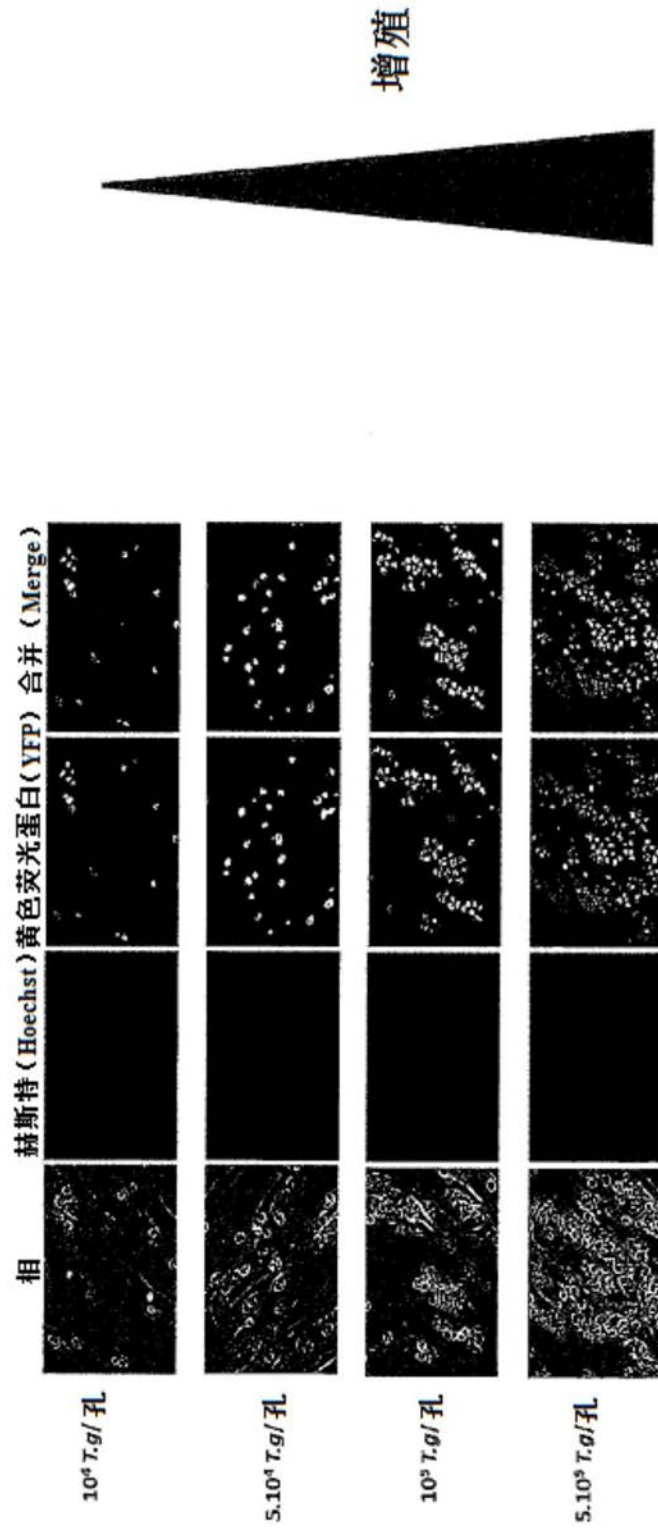 相 赫斯特(Hoechst) 黄色荧光蛋白(YFP) 合并 (Merge)
10⁴ T.g/孔
5.10⁴ T.g/孔
10⁵ T.g/孔
5.10⁵ T.g/孔
增殖